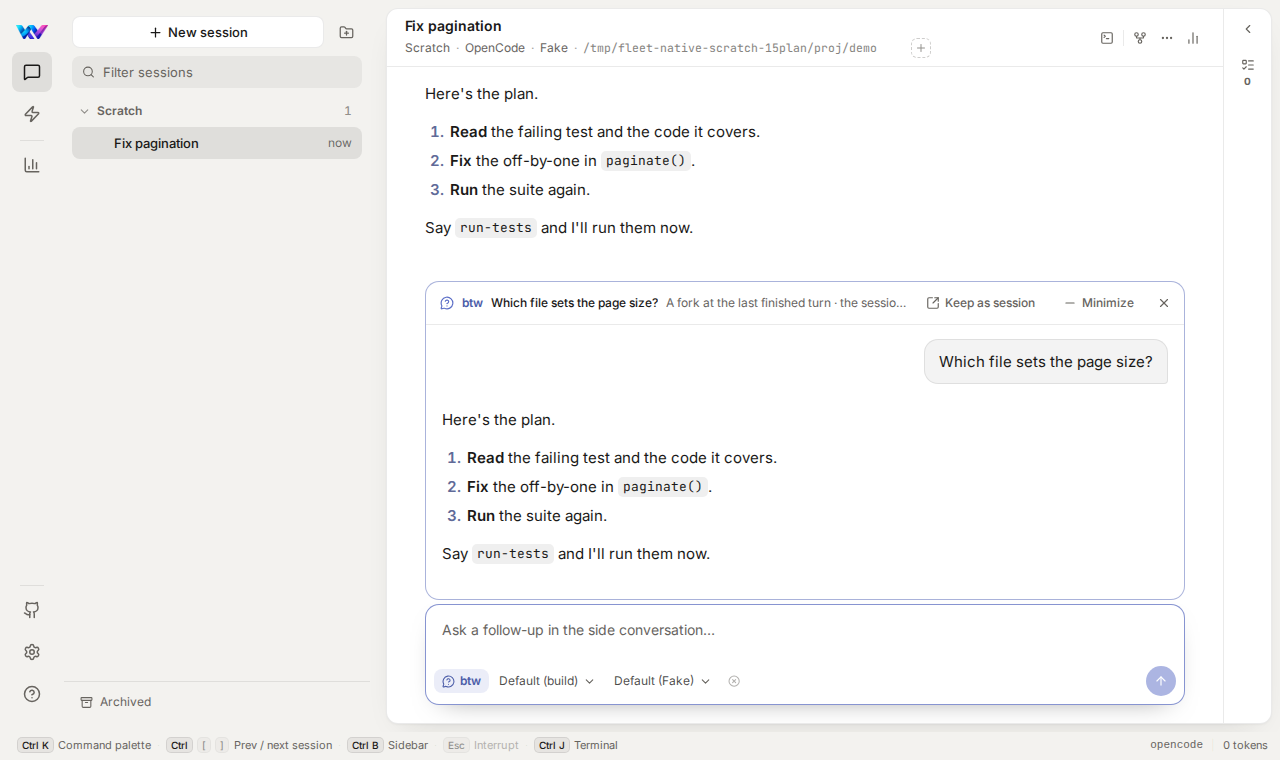 New session
Filter sessions
Scratch 1
Fix pagination now
Archived
Fix pagination
Scratch · OpenCode · Fake · /tmp/fleet-native-scratch-15plan/proj/demo
0
Here's the plan.
1. Read the failing test and the code it covers.
2. Fix the off-by-one in paginate().
3. Run the suite again.
Say run-tests and I'll run them now.
btw Which file sets the page size? A fork at the last finished turn · the sessio... Keep as session Minimize
Which file sets the page size?
Here's the plan.
1. Read the failing test and the code it covers.
2. Fix the off-by-one in paginate().
3. Run the suite again.
Say run-tests and I'll run them now.
Ask a follow-up in the side conversation...
btw Default (build) Default (Fake)
Ctrl K Command palette Ctrl [ ] Prev / next session Ctrl B Sidebar Esc Interrupt Ctrl J Terminal opencode 0 tokens